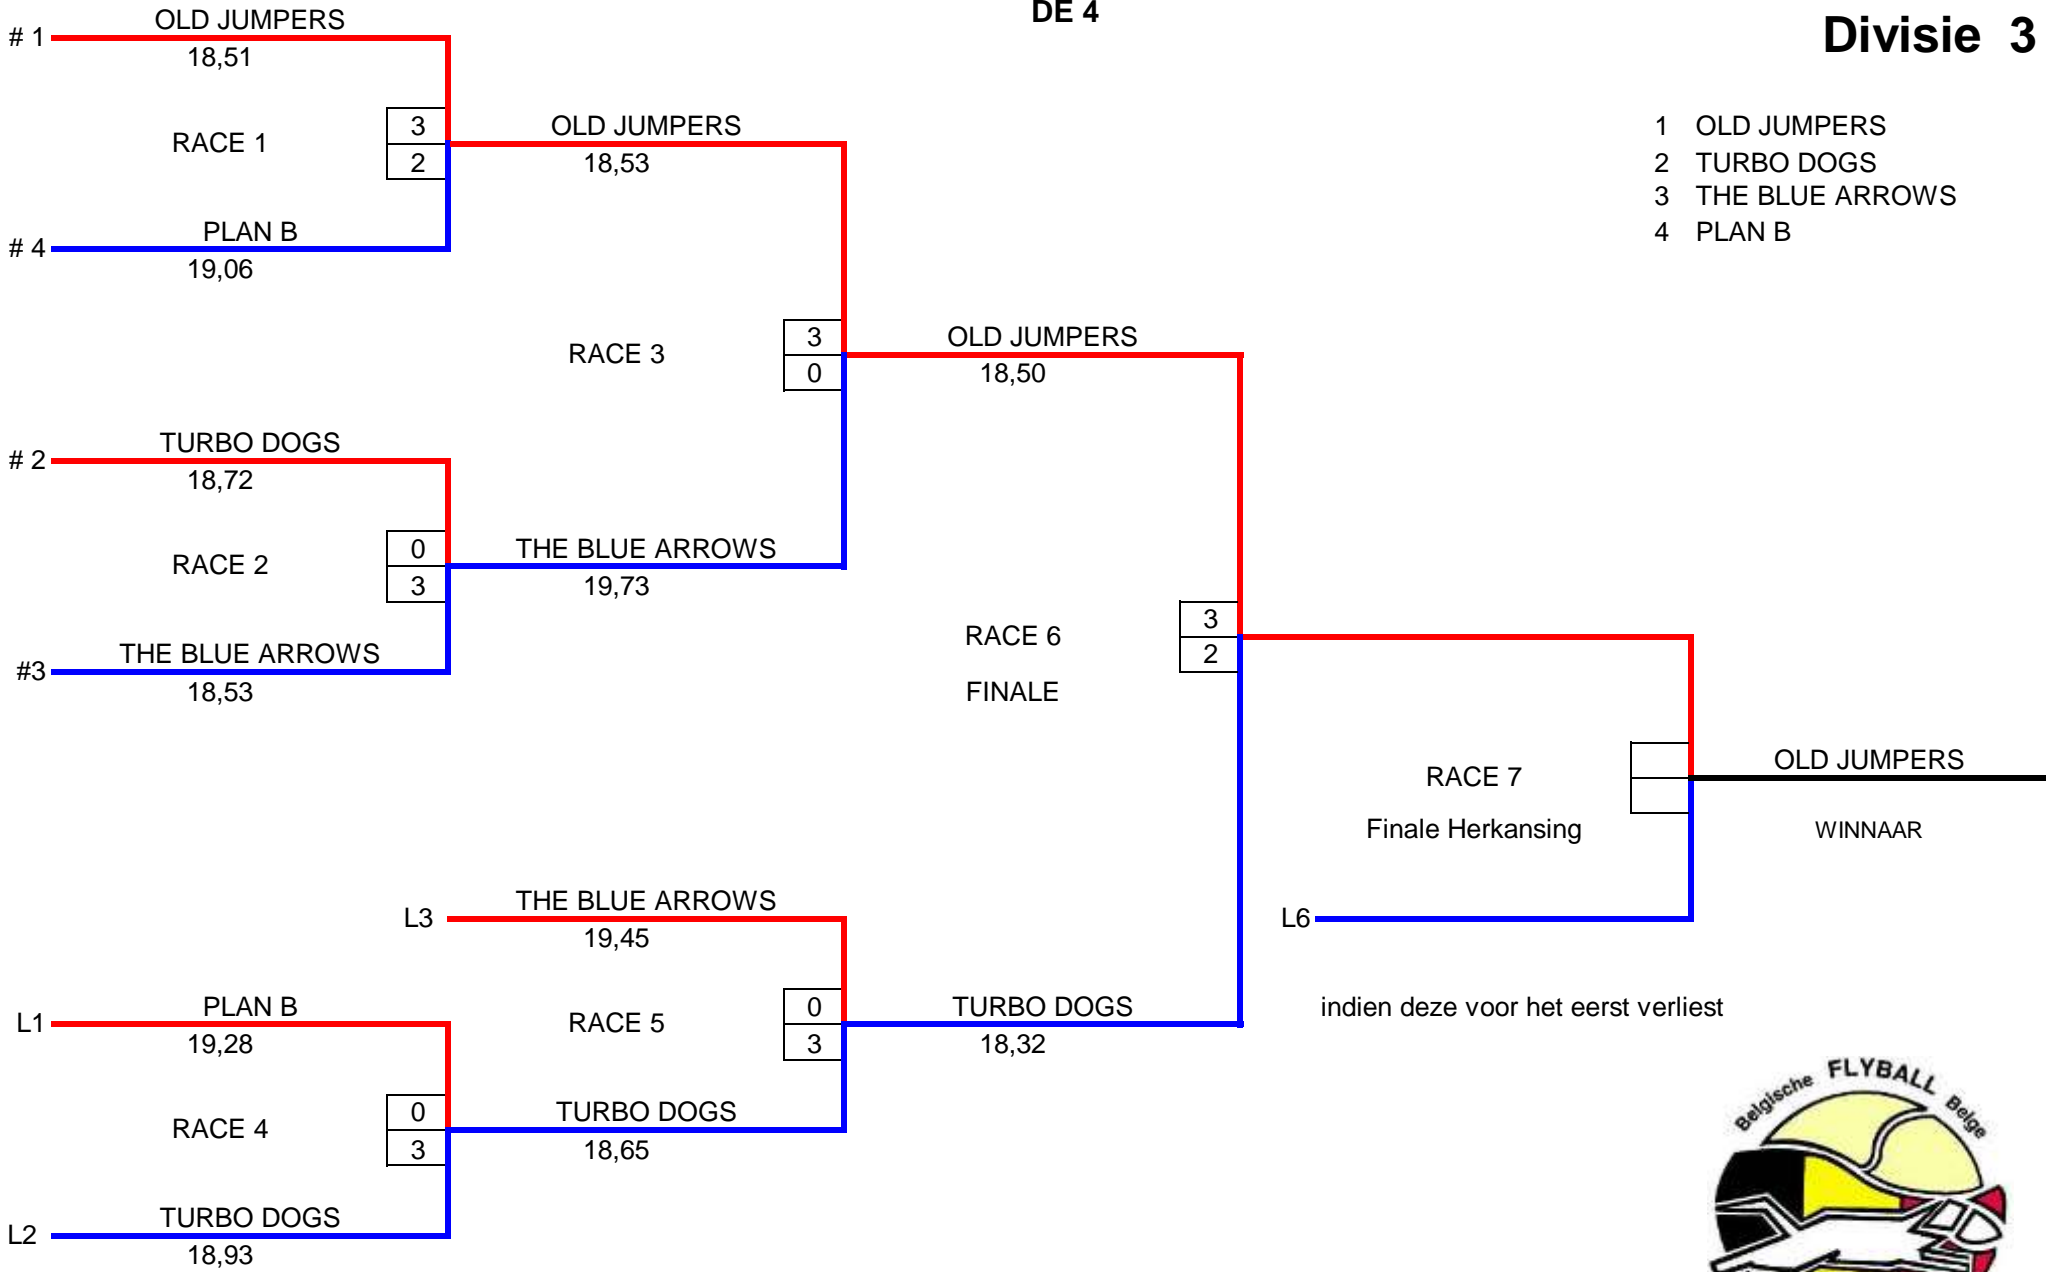 DE 4
Divisie 3
# 1
OLD JUMPERS
18,51
RACE 1
3
2
PLAN B
# 4
19,06
OLD JUMPERS
18,53
1 OLD JUMPERS
2 TURBO DOGS
3 THE BLUE ARROWS
4 PLAN B
RACE 3
3
0
OLD JUMPERS
18,50
TURBO DOGS
# 2
18,72
RACE 2
0
3
THE BLUE ARROWS
19,73
THE BLUE ARROWS
#3
18,53
RACE 6
3
2
FINALE
RACE 7
Finale Herkansing
OLD JUMPERS
WINNAAR
L3
THE BLUE ARROWS
19,45
L6
indien deze voor het eerst verliest
RACE 5
0
3
TURBO DOGS
18,32
L1
PLAN B
19,28
RACE 4
0
3
TURBO DOGS
18,65
TURBO DOGS
L2
18,93
Belgische FLYBALL Belge